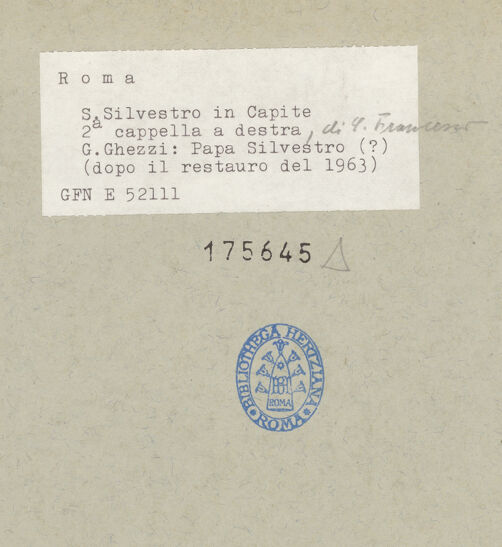 Roma
S. Silvestro in Capite
2a cappella a destra, di S. Francesco
G.Ghezzi: Papa Silvestro (?)
(dopo il restauro del 1963)
GFN E 52111
175645
BIBLIOTHECA HERTZIANA
ROMA
ROMA